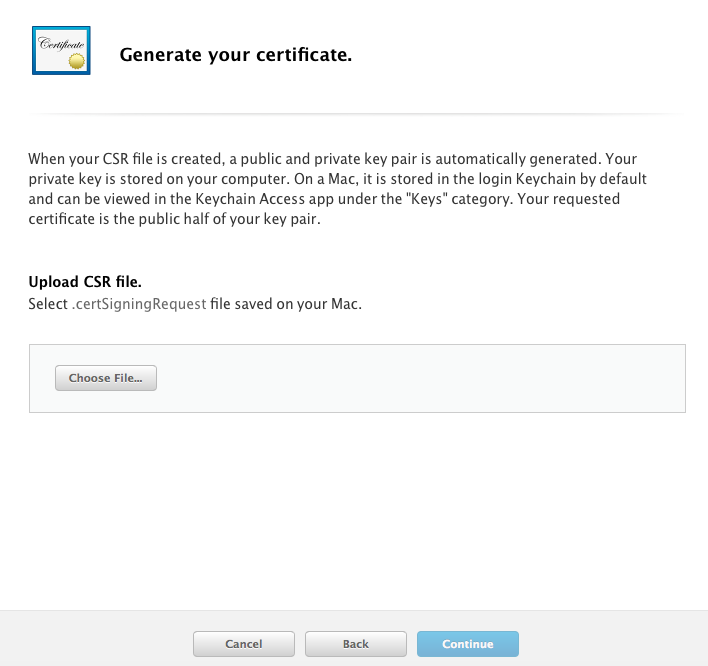 Certificate
Generate your certificate.
When your CSR file is created, a public and private key pair is automatically generated. Your
private key is stored on your computer. On a Mac, it is stored in the login Keychain by default
and can be viewed in the Keychain Access app under the "Keys" category. Your requested
certificate is the public half of your key pair.
Upload CSR file.
Select .certSigningRequest file saved on your Mac.
Choose File...
Cancel Back Continue